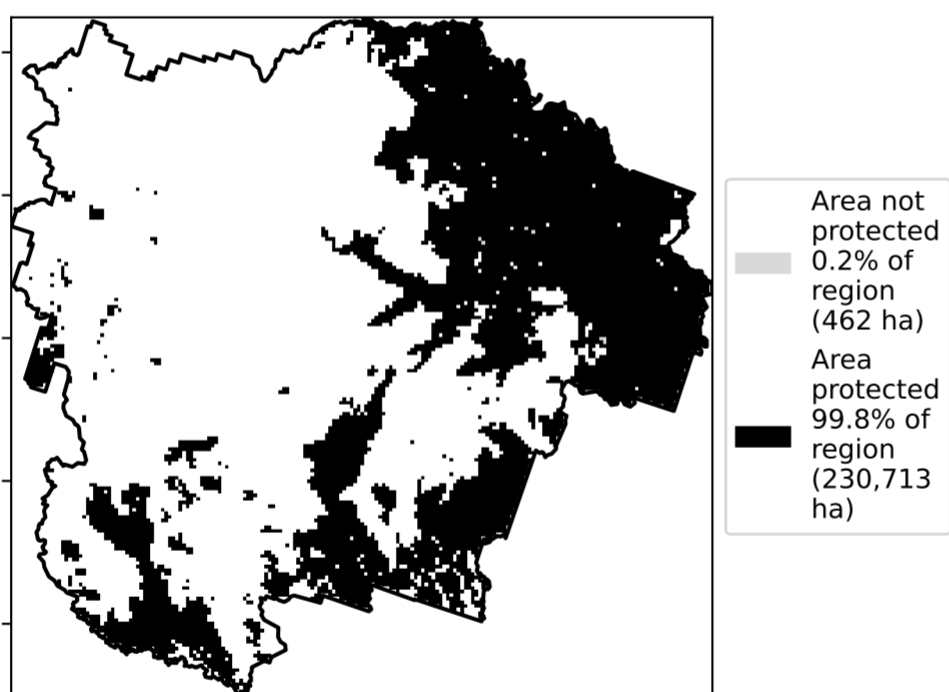 Area not
protected
0.2% of
region
(462 ha)
Area
protected
99.8% of
region
(230,713
ha)